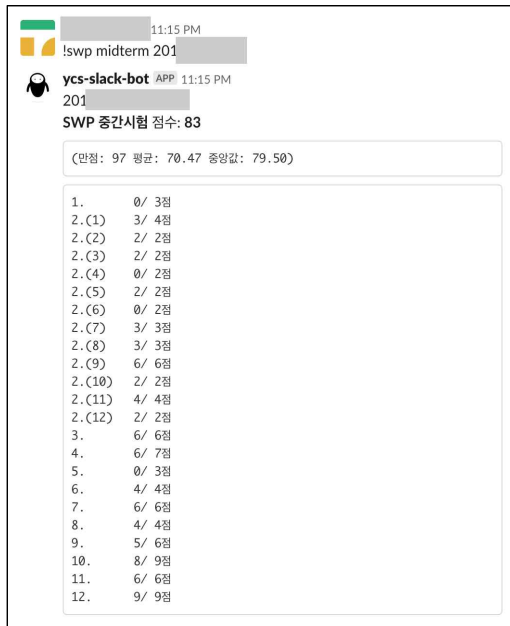 11:15 PM
!swp midterm 201
ycs-slack-bot APP 11:15 PM
201
SWP 중간시험 점수: 83
(만점: 97 평균: 70.47 중앙값: 79.50)
1. 0/ 3점
2.(1) 3/ 4점
2.(2) 2/ 2점
2.(3) 2/ 2점
2.(4) 0/ 2점
2.(5) 2/ 2점
2.(6) 0/ 2점
2.(7) 3/ 3점
2.(8) 3/ 3점
2.(9) 6/ 6점
2.(10) 2/ 2점
2.(11) 4/ 4점
2.(12) 2/ 2점
3. 6/ 6점
4. 6/ 7점
5. 0/ 3점
6. 4/ 4점
7. 6/ 6점
8. 4/ 4점
9. 5/ 6점
10. 8/ 9점
11. 6/ 6점
12. 9/ 9점